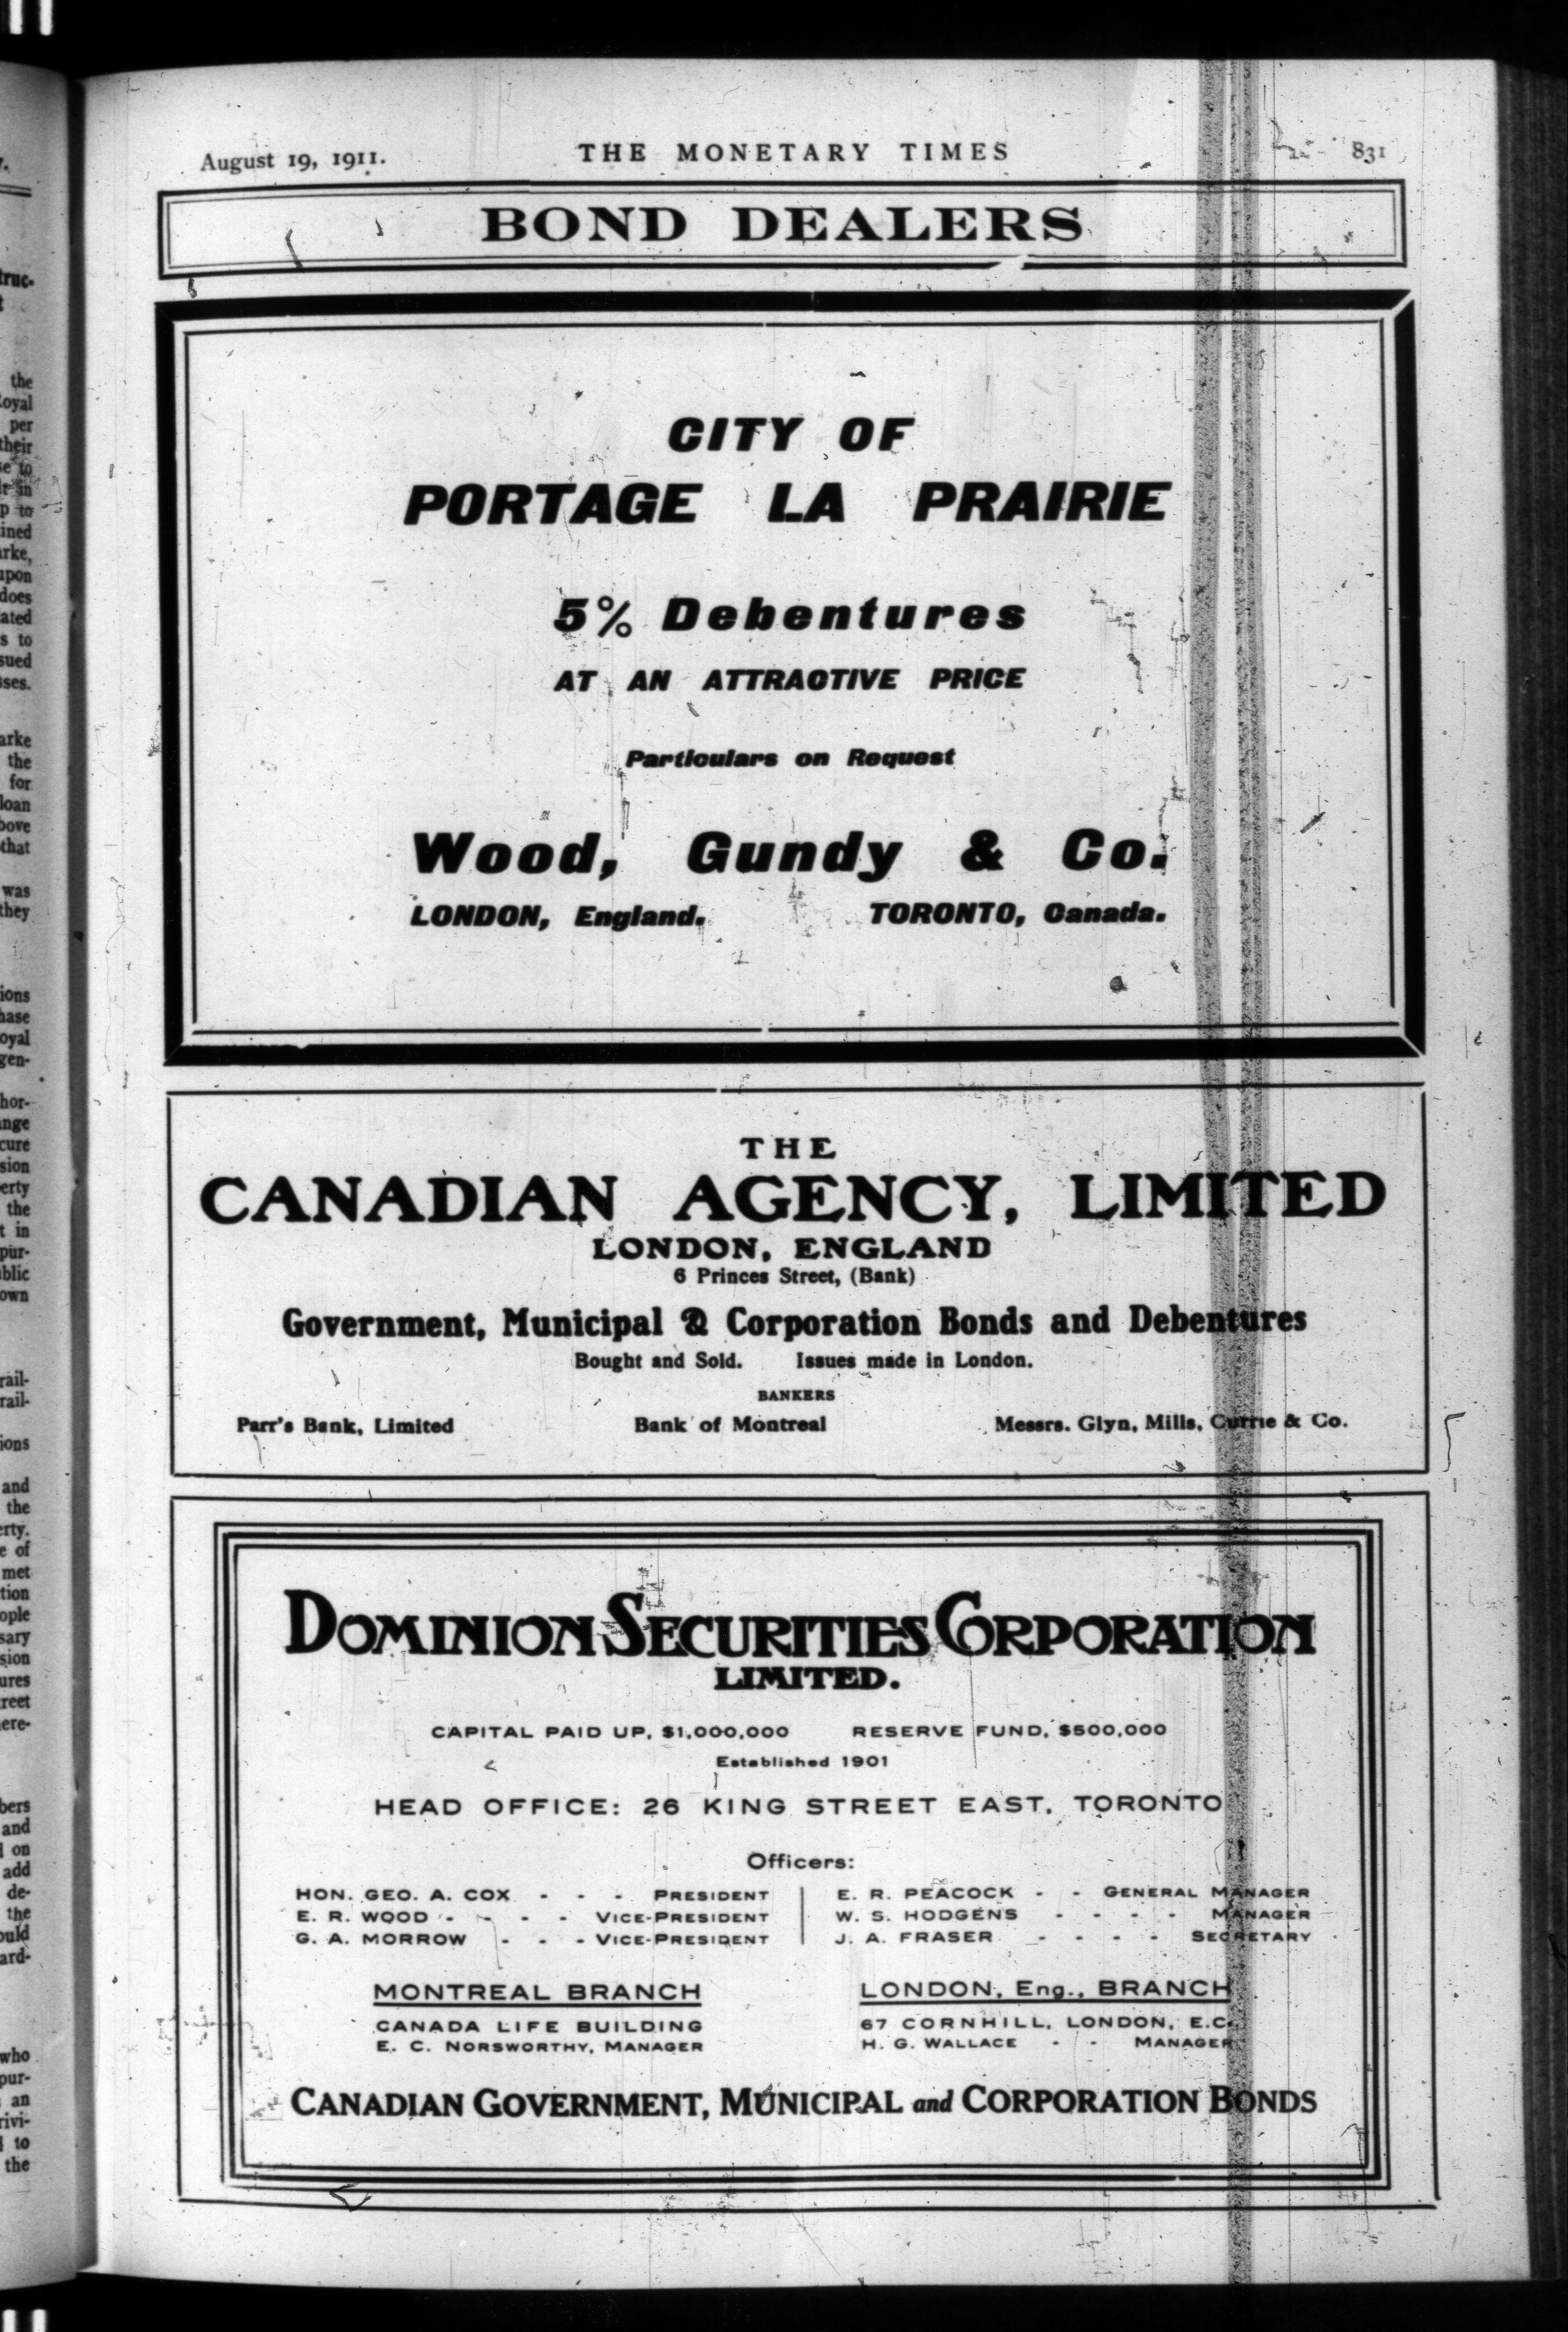 August 19, 1911.
THE MONETARY TIMES
831
BOND DEALERS
CITY OF
PORTAGE LA PRAIRIE
5% Debentures
AT AN ATTRACTIVE PRICE
Particulars on Request
Wood, Gundy & Co.
LONDON, England. TORONTO, Canada.
THE
CANADIAN AGENCY, LIMITED
LONDON, ENGLAND
6 Princes Street, (Bank)
Government, Municipal & Corporation Bonds and Debentures
Bought and Sold. Issues made in London.
BANKERS
Parr's Bank, Limited Bank of Montreal Messrs. Glyn, Mills, Currie & Co.
DOMINION SECURITIES CORPORATION
LIMITED.
CAPITAL PAID UP, $1,000,000 RESERVE FUND, $500,000
Established 1901
HEAD OFFICE: 26 KING STREET EAST, TORONTO
Officers:
HON. GEO. A. COX - - - PRESIDENT
E. R. WOOD - - - - VICE-PRESIDENT
G. A. MORROW - - - VICE-PRESIDENT
E. R. PEACOCK - - GENERAL MANAGER
W. S. HODGENS - - - - MANAGER
J. A. FRASER - - - - SECRETARY
MONTREAL BRANCH
CANADA LIFE BUILDING
E. C. NORSWORTHY, MANAGER
LONDON, Eng., BRANCH
67 CORNHILL, LONDON, E.C.
H. G. WALLACE - - MANAGER
CANADIAN GOVERNMENT, MUNICIPAL and CORPORATION BONDS